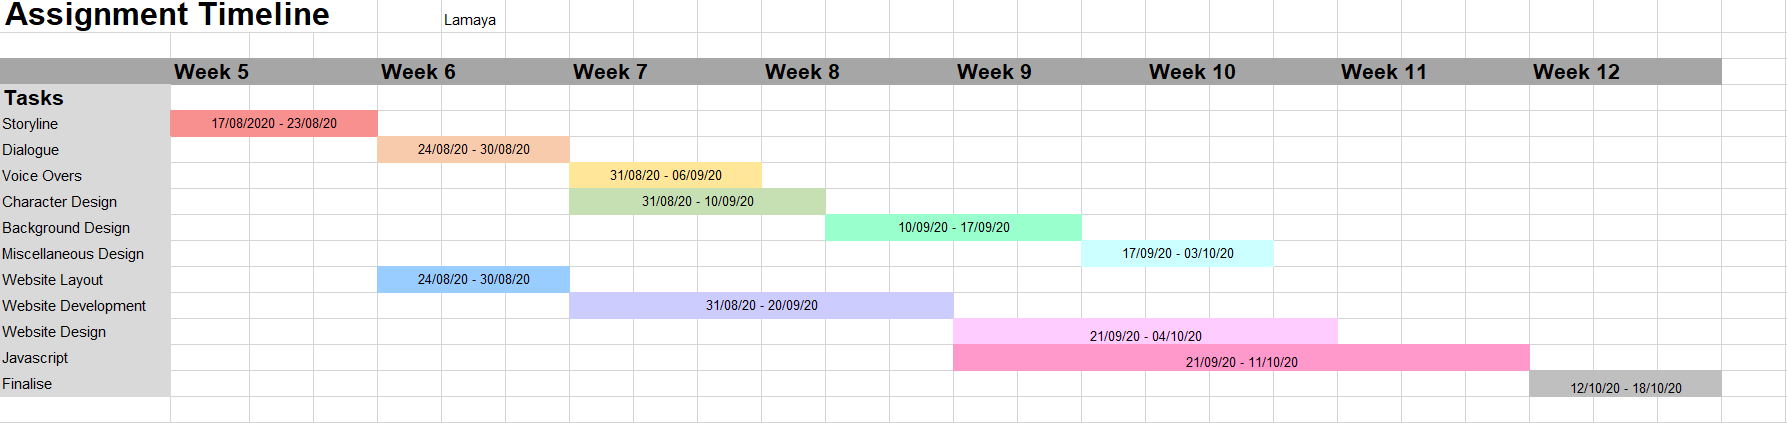 Assignment Timeline Lamaya
Week 5 Week 6 Week 7 Week 8 Week 9 Week 10 Week 11 Week 12
Tasks
Storyline 17/08/2020 - 23/08/20
Dialogue 24/08/20 - 30/08/20
Voice Overs 31/08/20 - 06/09/20
Character Design 31/08/20 - 10/09/20
Background Design 10/09/20 - 17/09/20
Miscellaneous Design 17/09/20 - 03/10/20
Website Layout 24/08/20 - 30/08/20
Website Development 31/08/20 - 20/09/20
Website Design 21/09/20 - 04/10/20
Javascript 21/09/20 - 11/10/20
Finalise 12/10/20 - 18/10/20